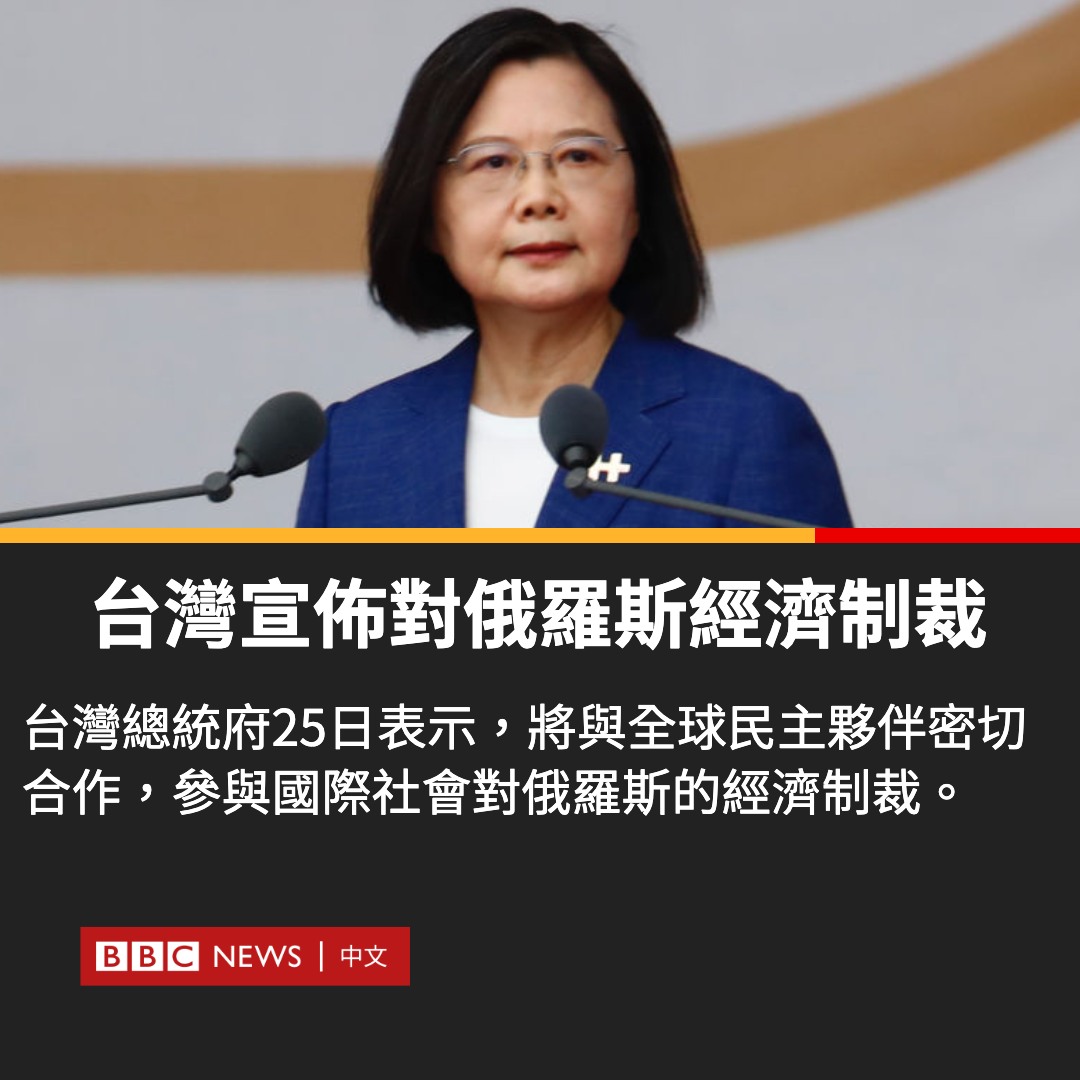 台灣宣佈對俄羅斯經濟制裁
台灣總統府25日表示，將與全球民主夥伴密切
合作，參與國際社會對俄羅斯的經濟制裁。
BBC NEWS | 中文